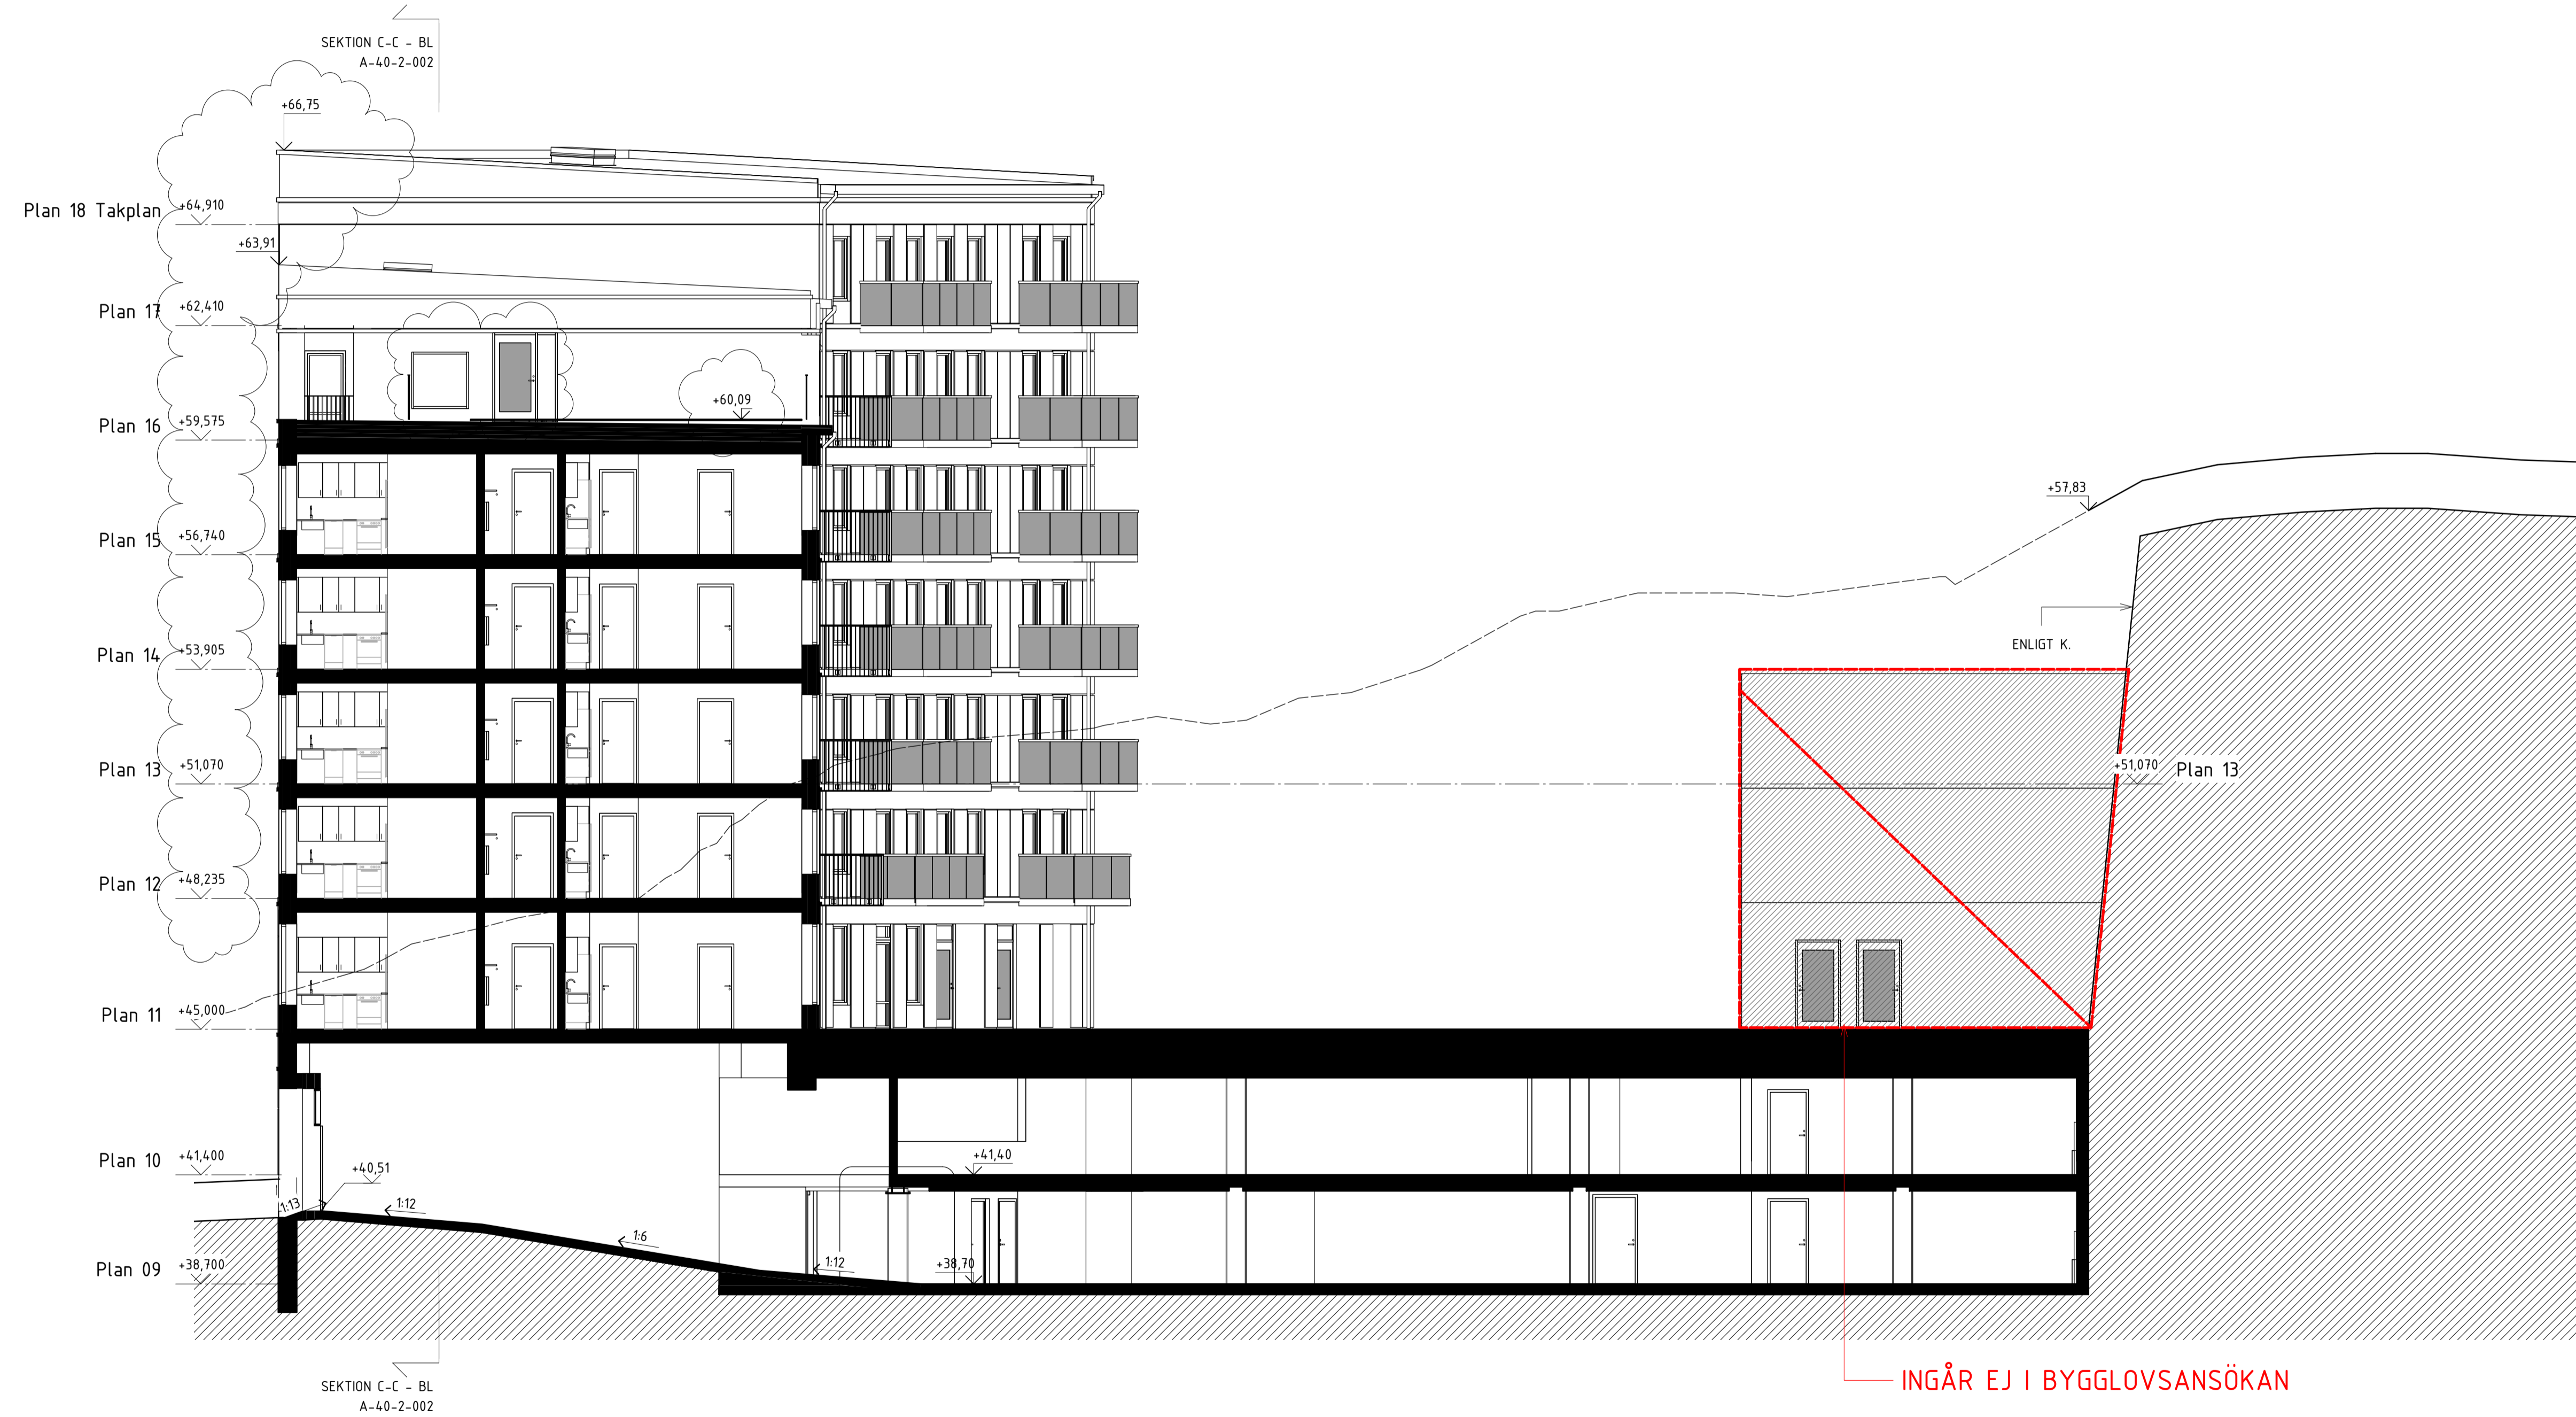 SEKTION C-C - BL
A-40-2-002
+66,75
Plan 18 Takplan +64,910
+63,91
Plan 17 +62,410
+60,09
Plan 16 +59,575
+57,83
Plan 15 +56,740
ENLIGT K.
Plan 14 +53,905
Plan 13 +51,070
+51,070 Plan 13
Plan 12 +48,235
Plan 11 +45,000
Plan 10 +41,400
+41,40
+40,51
1:13
1:12
1:6
1:12
Plan 09 +38,700
+38,70
INGÅR EJ I BYGGLOVSANSÖKAN
SEKTION C-C - BL
A-40-2-002